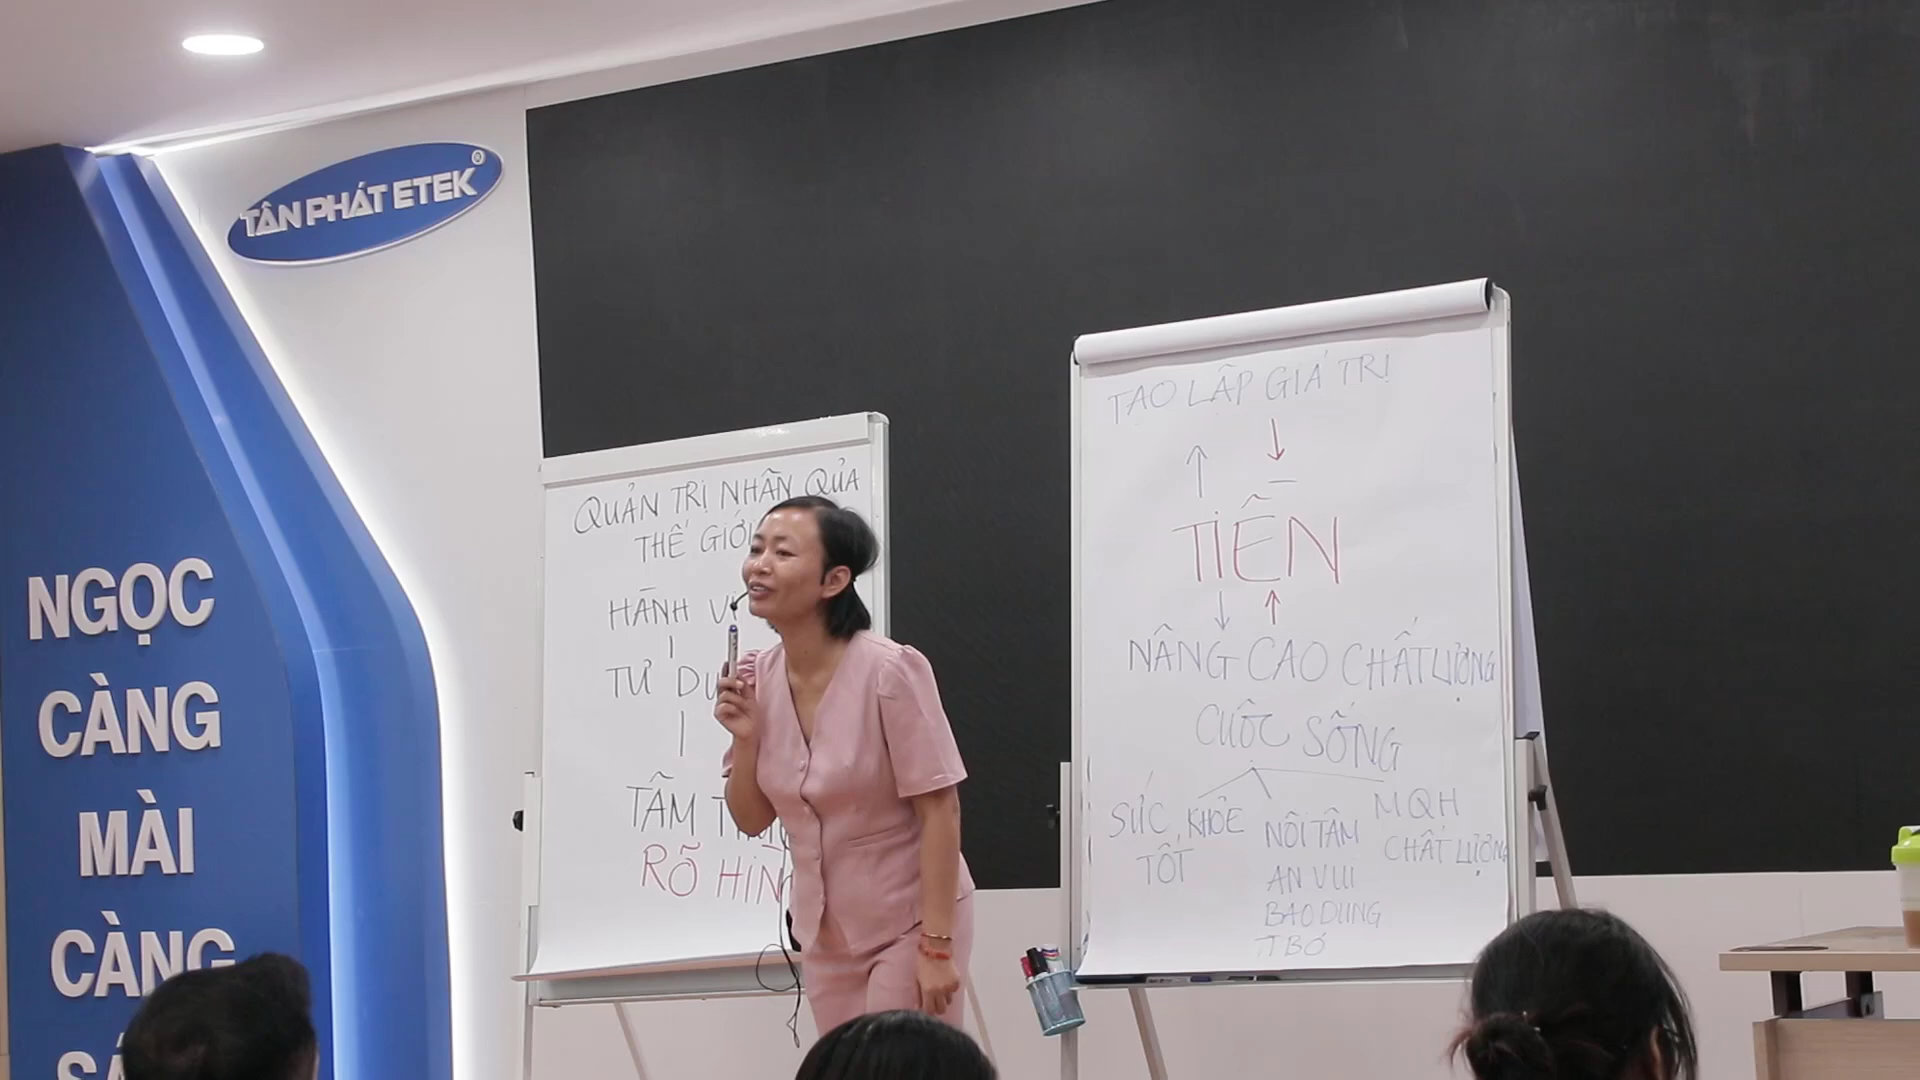 TÂN PHÁT ETEK
®
NGỌC
CÀNG
MÀI
CÀNG
QUẢN TRỊ NHÂN QUẢ
THẾ GIỚI
HÀNH VI
TƯ DU
TÂM
RÕ HÌN
TẠO LẬP GIÁ TRỊ
TIỀN
NÂNG CAO CHẤT LƯỢNG
CUỘC SỐNG
SỨC KHỎE
TỐT
NỘI TÂM
AN VUI
BAO DUNG
T BỎ
MQH
CHẤT LƯỢNG